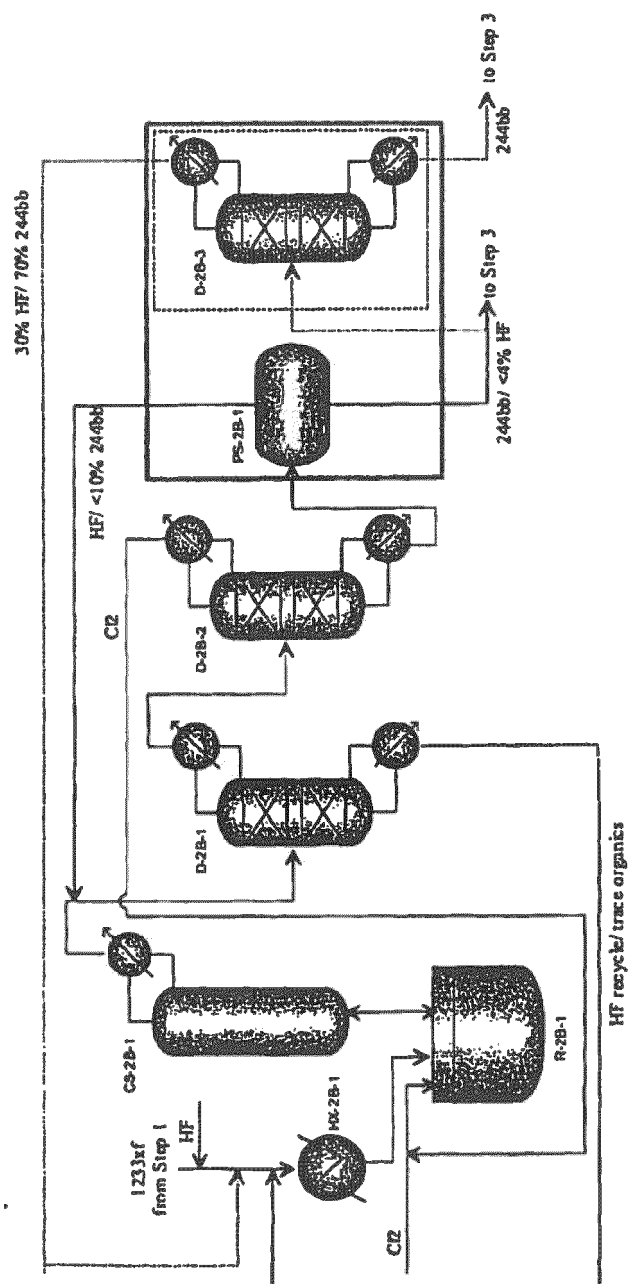 30% HF/ 70% 244bb
HF/ <10% 244bb
Cl2
D-2B-3
PS-2B-1
D-2B-2
D-2B-1
CS-2B-1
244bb
to Step 3
244bb/ <4% HF
to Step 3
1233xf
from Step 1
HF
HX-2B-1
Cl2
R-2B-1
HF recycle/ trace organics